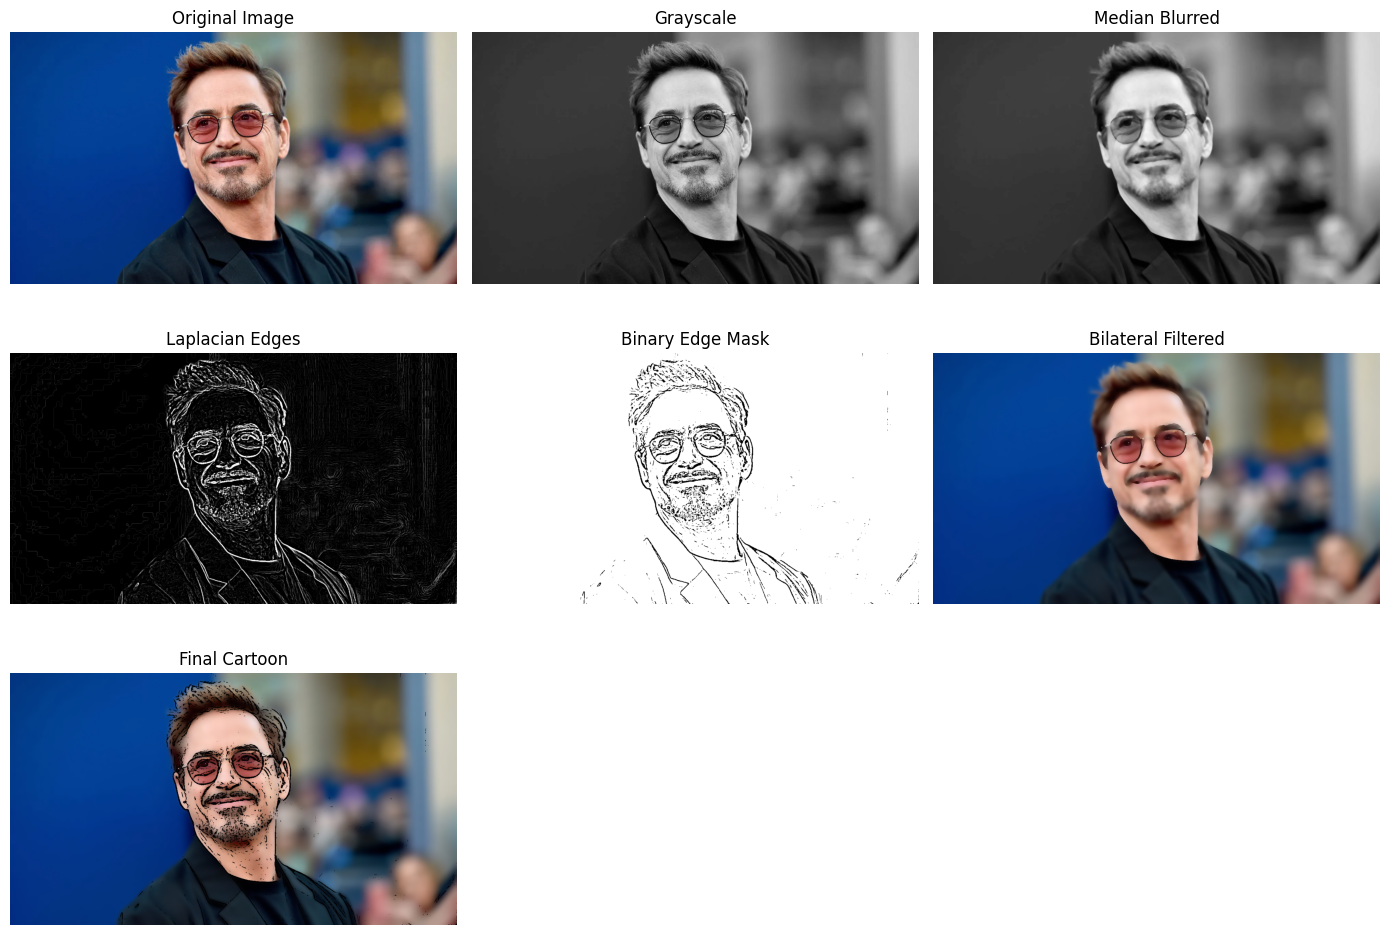 Original Image
Grayscale
Median Blurred
Laplacian Edges
Binary Edge Mask
Bilateral Filtered
Final Cartoon